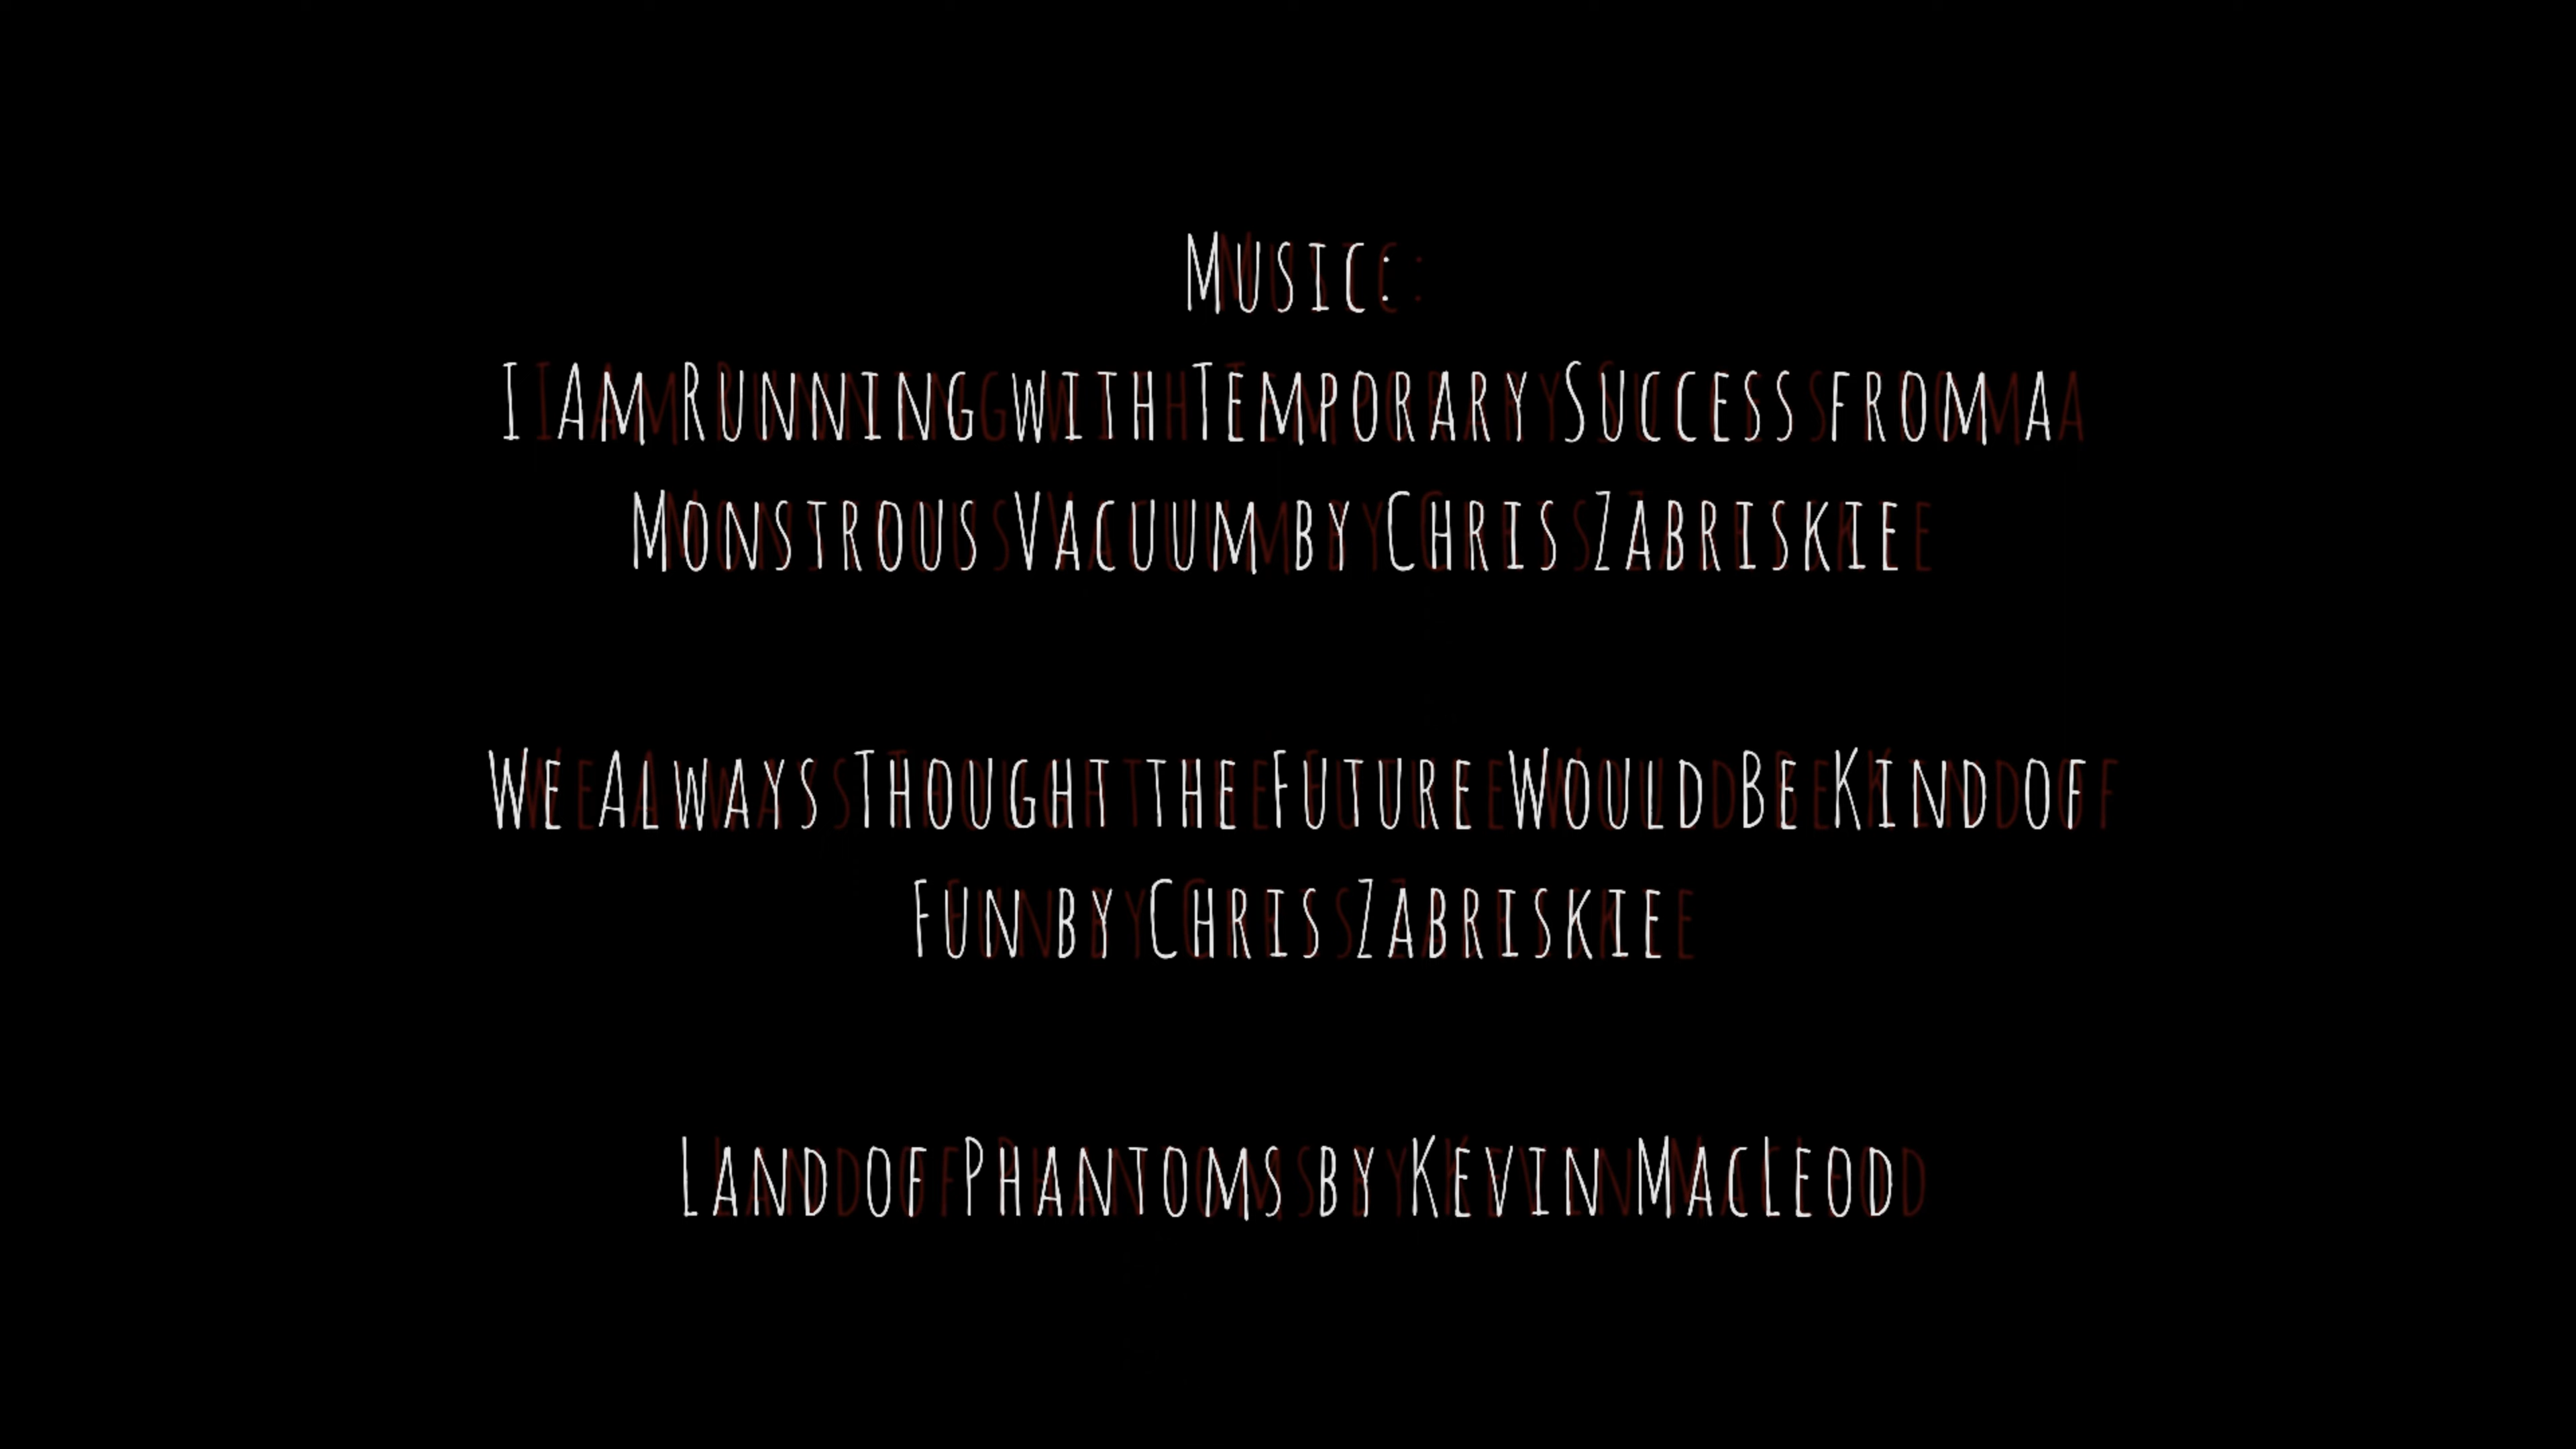 Music:
I Am Running with Temporary Success from a
Monstrous Vacuum by Chris Zabriskie
We Always Thought the Future Would Be Kind of
Fun by Chris Zabriskie
Land of Phantoms by Kevin MacLeod